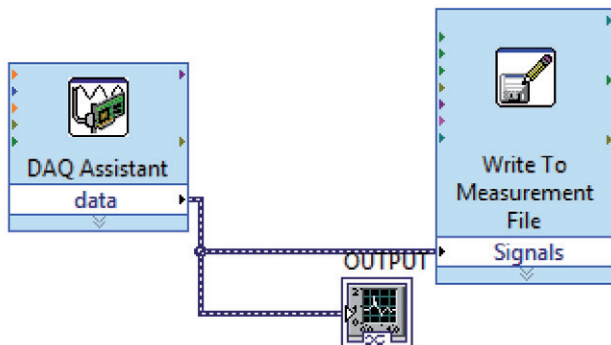 DAQ Assistant
data
Write To
Measurement
File
Signals
OUTPUT